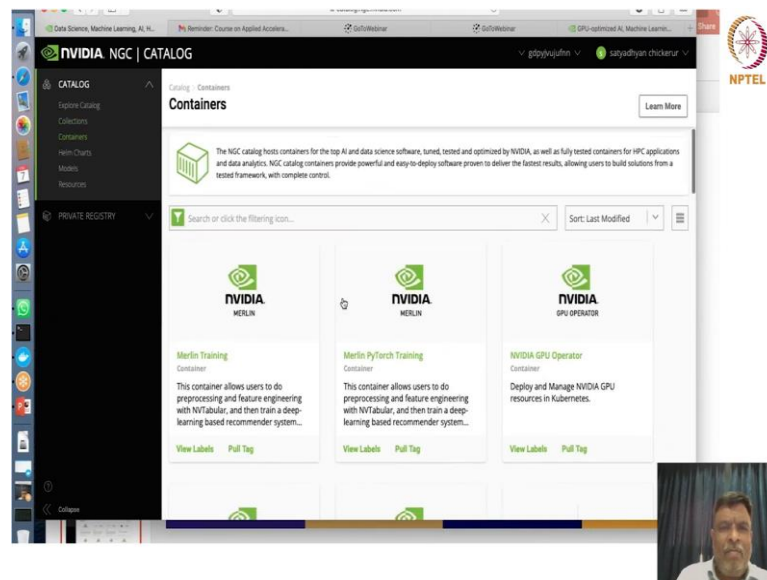 Data Science, Machine Learning, AI, H...
Reminder: Course on Applied Accelera...
GoToWebinar
GoToWebinar
GPU-optimized AI, Machine Learnin...
Share
NPTEL
NVIDIA. NGC | CATALOG
gdpyjvujufnn
satyadhyan chickerur
CATALOG
Explore Catalog
Collections
Containers
Helm Charts
Models
Resources
PRIVATE REGISTRY
Collapse
Catalog > Containers
Containers
Learn More
The NGC catalog hosts containers for the top AI and data science software, tuned, tested and optimized by NVIDIA, as well as fully tested containers for HPC applications
and data analytics. NGC catalog containers provide powerful and easy-to-deploy software proven to deliver the fastest results, allowing users to build solutions from a
tested framework, with complete control.
Search or click the filtering icon...
Sort: Last Modified
NVIDIA.
MERLIN
Merlin Training
Container
This container allows users to do
preprocessing and feature engineering
with NVTabular, and then train a deep-
learning based recommender system...
View Labels Pull Tag
NVIDIA.
MERLIN
Merlin PyTorch Training
Container
This container allows users to do
preprocessing and feature engineering
with NVTabular, and then train a deep-
learning based recommender system...
View Labels Pull Tag
NVIDIA.
GPU OPERATOR
NVIDIA GPU Operator
Container
Deploy and Manage NVIDIA GPU
resources in Kubernetes.
View Labels Pull Tag